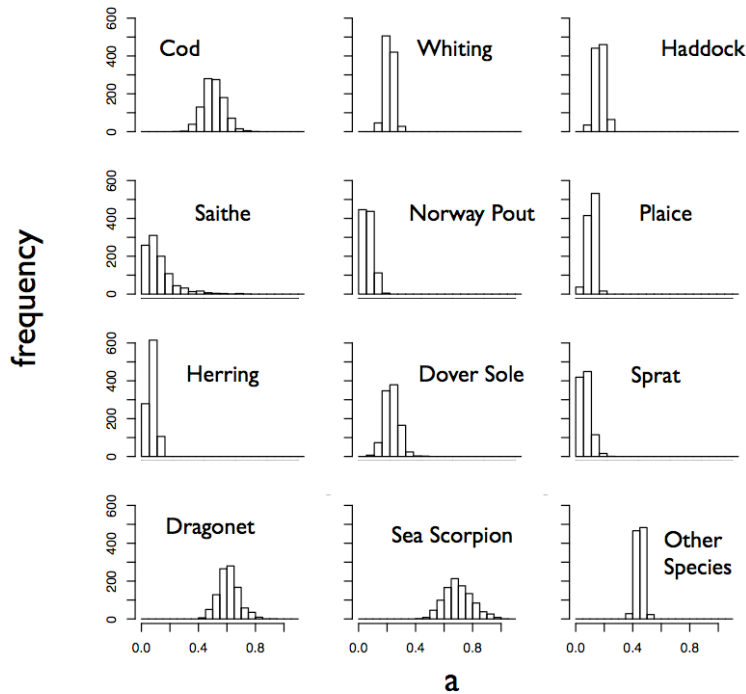 600
400
200
0
Cod
Whiting
Haddock
600
400
200
0
Saithe
Norway Pout
Plaice
frequency
600
400
200
0
Herring
Dover Sole
Sprat
600
400
200
0
Dragonet
Sea Scorpion
Other
Species
0.0 0.4 0.8
0.0 0.4 0.8
0.0 0.4 0.8
a